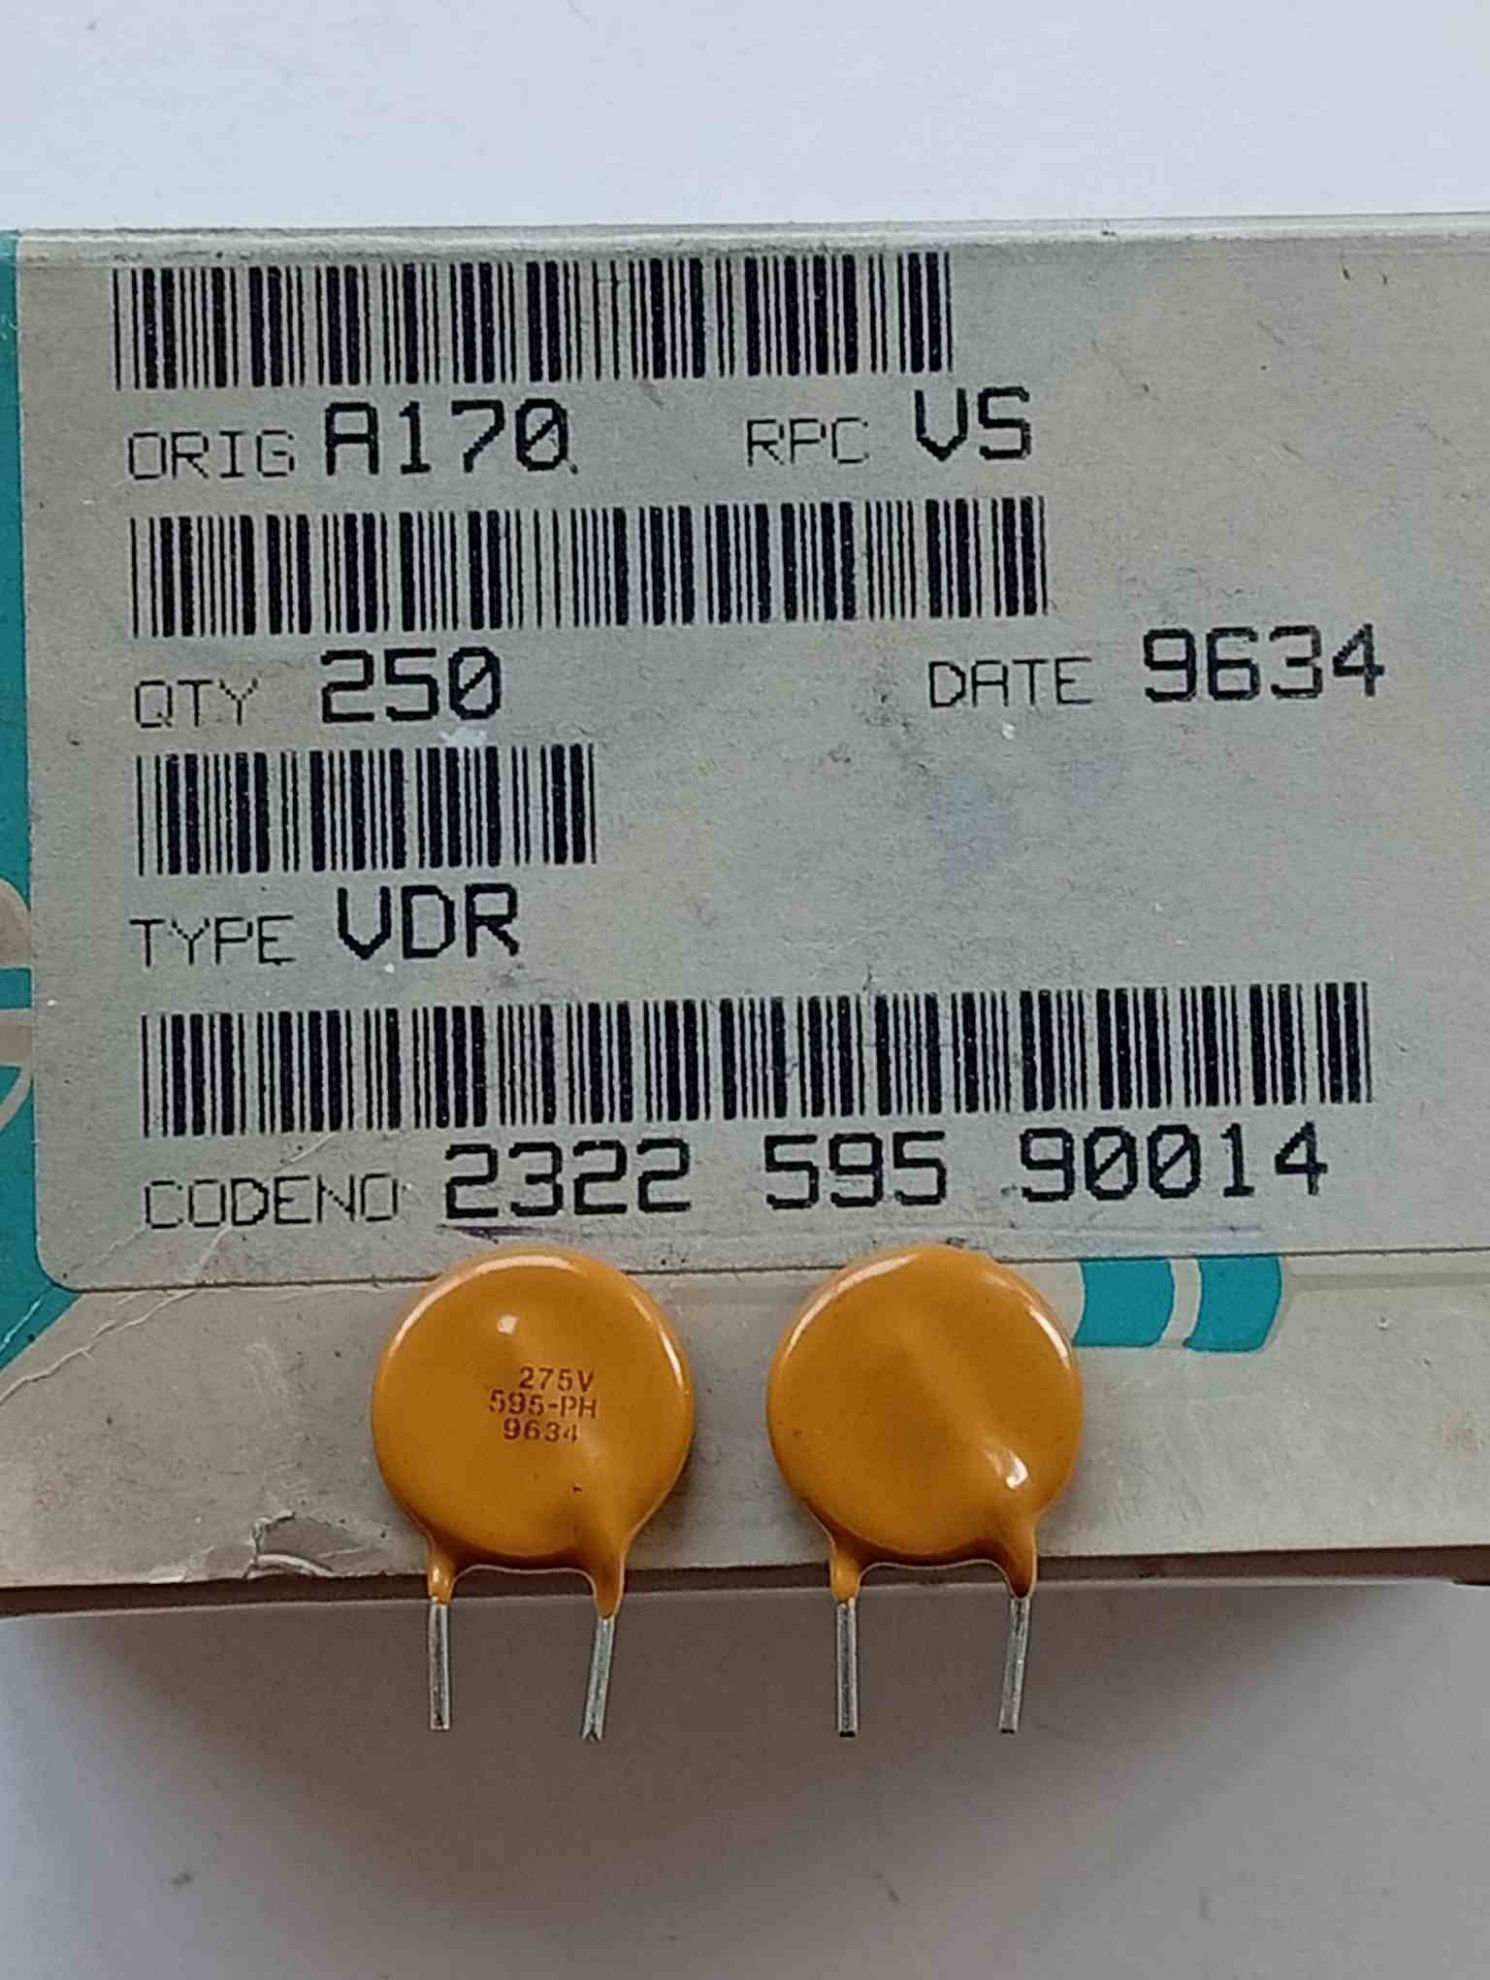 ORIG A170 RPC VS
QTY 250 DATE 9634
TYPE VDR
CODENO 2322 595 90014
275V
595-PH
9634